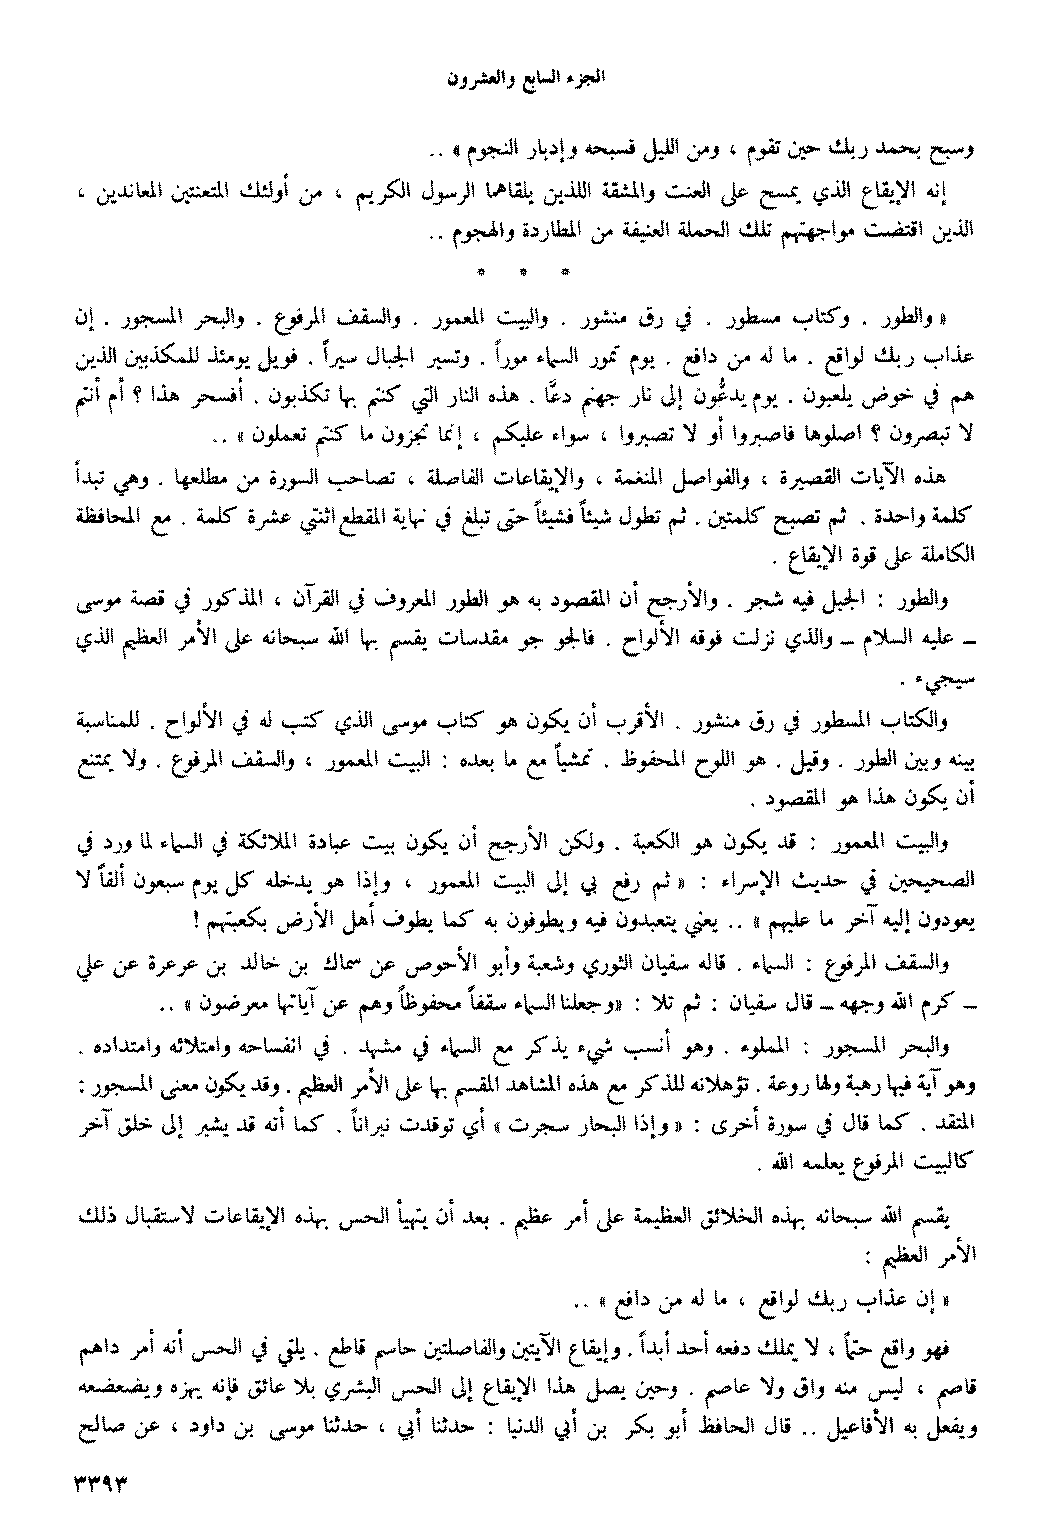 الجزء السابع والعشرون
وسبح بحمد ربك حين تقوم ، ومن الليل فسبحه وإدبار النجوم » ..
إنه الإيقاع الذي يمسح على العنت والمشقة اللذين يلقاهما الرسول الكريم ، من أولئك المتعنتين المعاندين ،
الذين اقتضت مواجهتهم تلك الحملة العنيفة من المطاردة والهجوم ..
* * *
« والطور . وكتاب مسطور . في رق منشور . والبيت المعمور . والسقف المرفوع . والبحر المسجور . إن
عذاب ربك لواقع . ما له من دافع . يوم تمور السماء موراً . وتسير الجبال سيراً . فويل يومئذ للمكذبين الذين
هم في خوض يلعبون . يوم يدعُّون إلى نار جهنم دعَّا . هذه النار التي كنتم بها تكذبون . أفسحر هذا ؟ أم أنتم
لا تبصرون ؟ اصلوها فاصبروا أو لا تصبروا ، سواء عليكم ، إنما تجزون ما كنتم تعملون » ..
هذه الآيات القصيرة ، والفواصل المنغمة ، والإيقاعات الفاصلة ، تصاحب السورة من مطلعها . وهي تبدأ
كلمة واحدة . ثم تصبح كلمتين . ثم تطول شيئاً فشيئاً حتى تبلغ في نهاية المقطع اثنتي عشرة كلمة . مع المحافظة
الكاملة على قوة الإيقاع .
والطور : الجبل فيه شجر . والأرجح أن المقصود به هو الطور المعروف في القرآن ، المذكور في قصة موسى
– عليه السلام – والذي نزلت فوقه الألواح . فالجو جو مقدسات يقسم بها الله سبحانه على الأمر العظيم الذي
سيجيء .
والكتاب المسطور في رق منشور . الأقرب أن يكون هو كتاب موسى الذي كتب له في الألواح . للمناسبة
بينه وبين الطور . وقيل . هو اللوح المحفوظ . تمشياً مع ما بعده : البيت المعمور ، والسقف المرفوع . ولا يمتنع
أن يكون هذا هو المقصود .
والبيت المعمور : قد يكون هو الكعبة . ولكن الأرجح أن يكون بيت عبادة الملائكة في السماء لما ورد في
الصحيحين في حديث الإسراء : « ثم رفع بي إلى البيت المعمور ، وإذا هو يدخله كل يوم سبعون ألفاً لا
يعودون إليه آخر ما عليهم » .. يعني يتعبدون فيه ويطوفون به كما يطوف أهل الأرض بكعبتهم !
والسقف المرفوع : السماء . قاله سفيان الثوري وشعبة وأبو الأحوص عن سماك بن خالد بن عرعرة عن علي
– كرم الله وجهه – قال سفيان : ثم تلا : «وجعلنا السماء سقفاً محفوظاً وهم عن آياتها معرضون » ..
والبحر المسجور : المملوء . وهو أنسب شيء يذكر مع السماء في مشهد . في انفساحه وامتلائه وامتداده .
وهو آية فيها رهبة ولها روعة . تؤهلانه للذكر مع هذه المشاهد المقسم بها على الأمر العظيم . وقد يكون معنى المسجور :
المتقد . كما قال في سورة أخرى : « وإذا البحار سجرت » أي توقدت نيراناً . كما أنه قد يشير إلى خلق آخر
كالبيت المرفوع يعلمه الله .
يقسم الله سبحانه بهذه الخلائق العظيمة على أمر عظيم . بعد أن يتهيأ الحس بهذه الإيقاعات لاستقبال ذلك
الأمر العظيم :
« إن عذاب ربك لواقع ، ما له من دافع » ..
فهو واقع حتماً ، لا يملك دفعه أحد أبداً . وإيقاع الآيتين والفاصلتين حاسم قاطع . يلقي في الحس أنه أمر داهم
قاصم ، ليس منه واق ولا عاصم . وحين يصل هذا الإيقاع إلى الحس البشري بلا عائق فإنه يهزه ويضعضعه
ويفعل به الأفاعيل .. قال الحافظ أبو بكر بن أبي الدنيا : حدثنا أبي ، حدثنا موسى بن داود ، عن صالح
٣٣٩٣